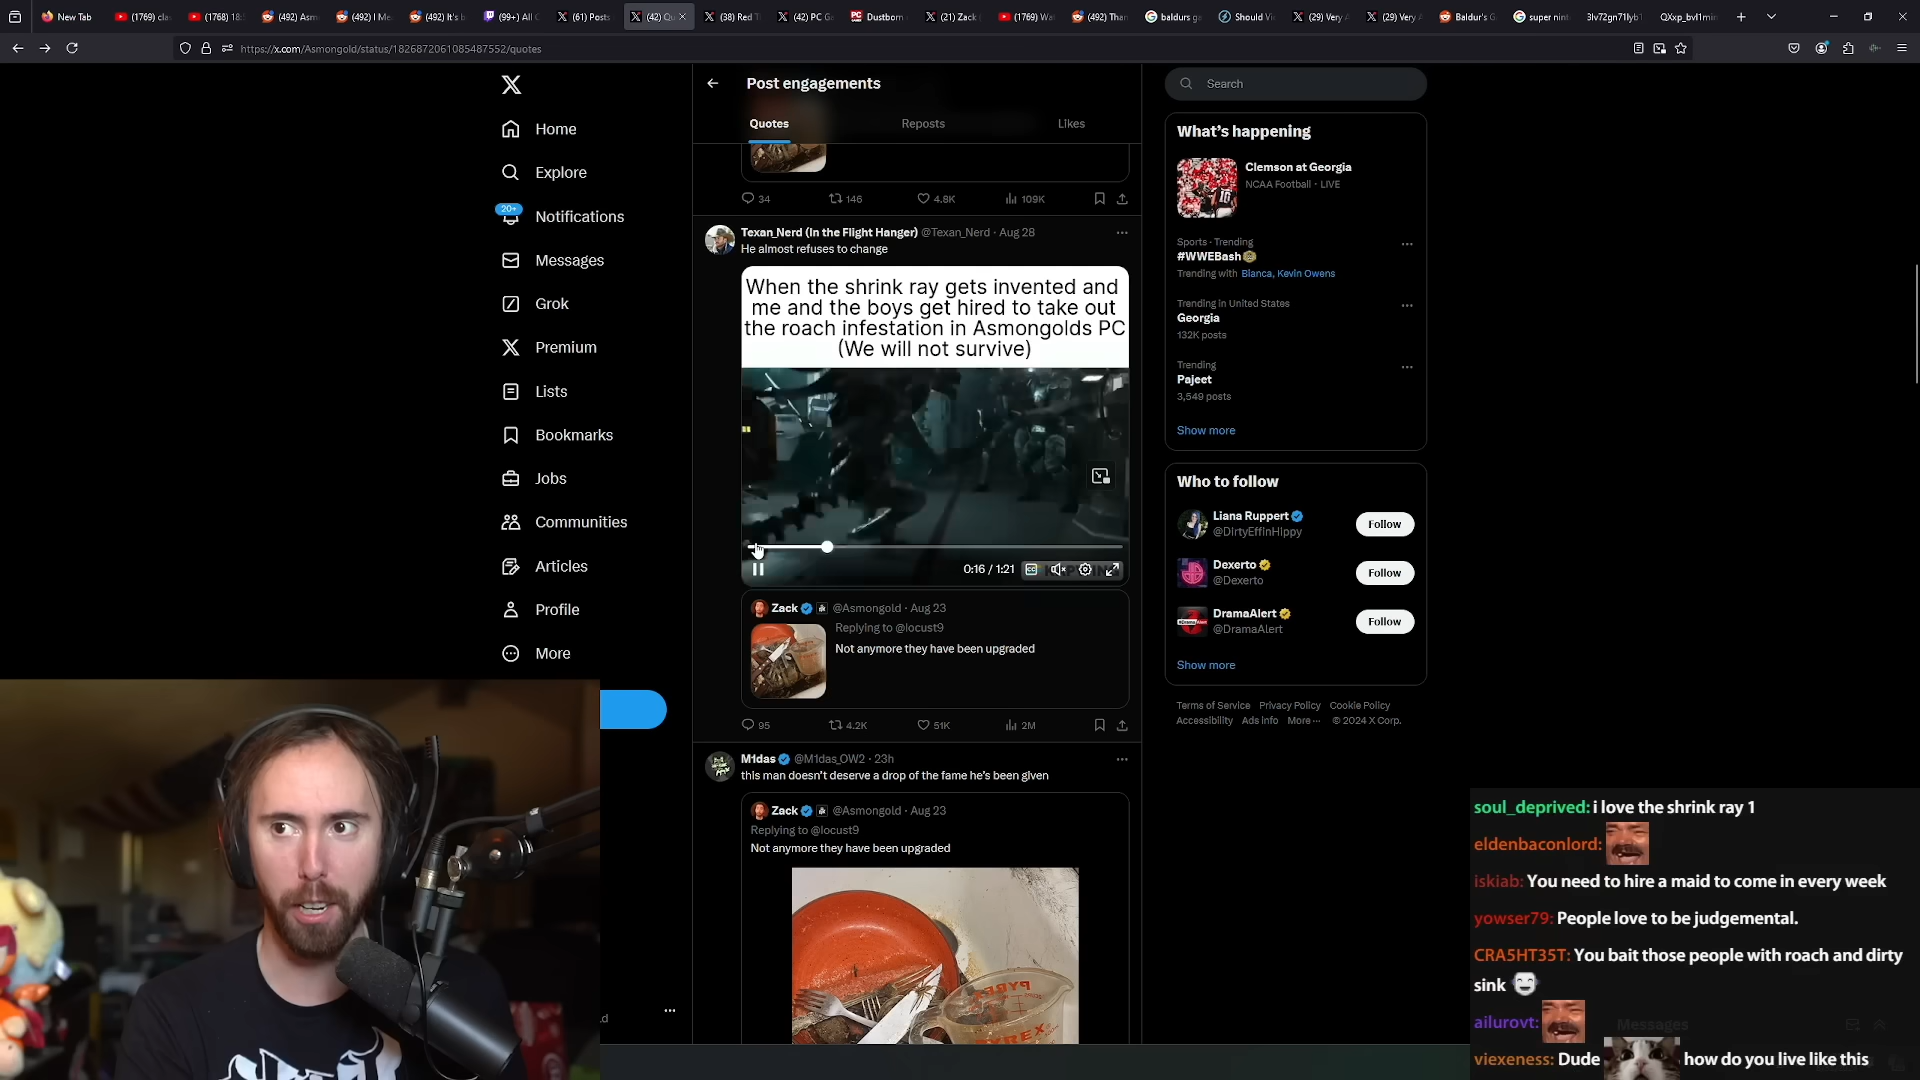 New Tab
(1769) cla
(1768) 18:
(492) Asm
(492) I Me
(492) It's b
(99+) All C
(61) Posts
(42) Qu
(38) Red T
(42) PC G
Dustborn
(21) Zack
(1769) Wa
(492) Than
baldurs ga
Should Vi
(29) Very
(29) Very
Baldur's G
super nint
3lv72gn71lyb
QXxp_bvl1mi
https://x.com/Asmongold/status/1826872061085487552/quotes
Home
Explore
20+
Notifications
Messages
Grok
Premium
Lists
Bookmarks
Jobs
Communities
Articles
Profile
More
Post engagements
Quotes
Reposts
Likes
34
146
4.8K
109K
Texan_Nerd (In the Flight Hanger) @Texan_Nerd · Aug 28
He almost refuses to change
When the shrink ray gets invented and
me and the boys get hired to take out
the roach infestation in Asmongolds PC
(We will not survive)
0:16 / 1:21
Zack @Asmongold · Aug 23
Replying to @locust9
Not anymore they have been upgraded
95
4.2K
51K
2M
M1das @M1das_OW2 · 23h
this man doesn't deserve a drop of the fame he's been given
Zack @Asmongold · Aug 23
Replying to @locust9
Not anymore they have been upgraded
PYREX
Search
What's happening
Clemson at Georgia
NCAA Football · LIVE
Sports · Trending
#WWEBash
Trending with Bianca, Kevin Owens
Trending in United States
Georgia
132K posts
Trending
Pajeet
3,549 posts
Show more
Who to follow
Liana Ruppert
@DirtyEffinHippy
Follow
Dexerto
@Dexerto
Follow
DramaAlert
@DramaAlert
Follow
Show more
Terms of Service Privacy Policy Cookie Policy
Accessibility Ads info More ··· © 2024 X Corp.
soul_deprived: i love the shrink ray 1
eldenbaconlord:
iskiab: You need to hire a maid to come in every week
yowser79: People love to be judgemental.
CRA5HT35T: You bait those people with roach and dirty
sink
ailurovt:
Messages
viexeness: Dude how do you live like this